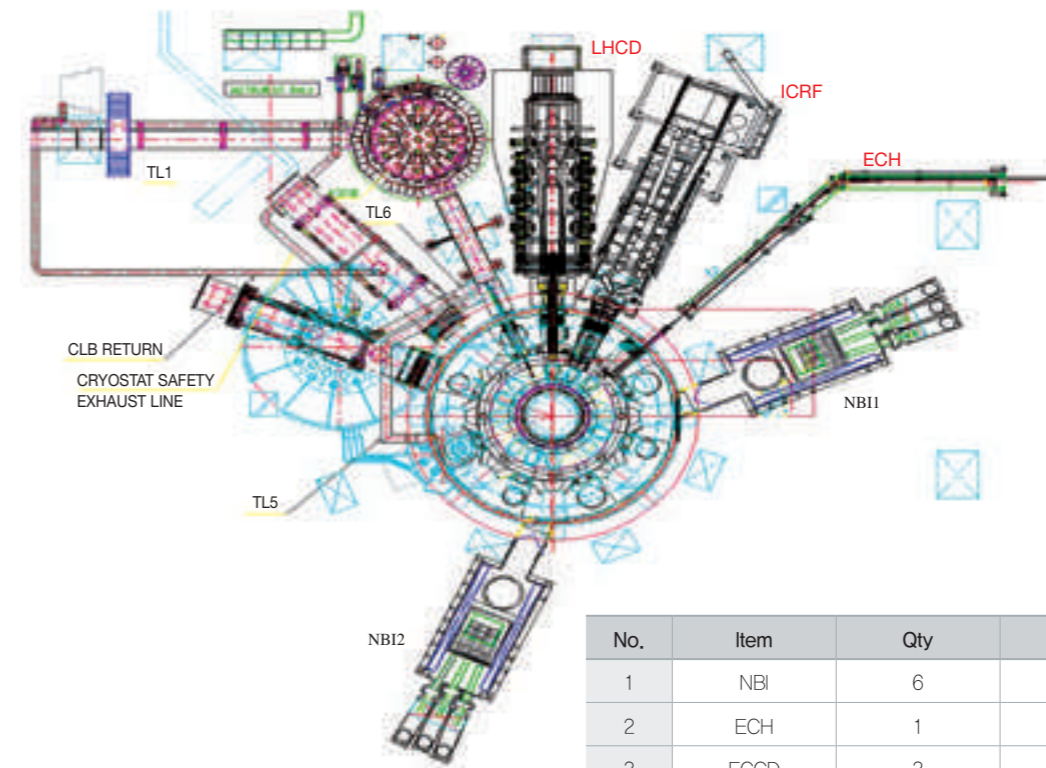 LHCD
ICRF
ECH
TL1
TL6
CLB RETURN
CRYOSTAT SAFETY
EXHAUST LINE
NBI1
TL5
NBI2
No. Item Qty
1 NBI 6
2 ECH 1